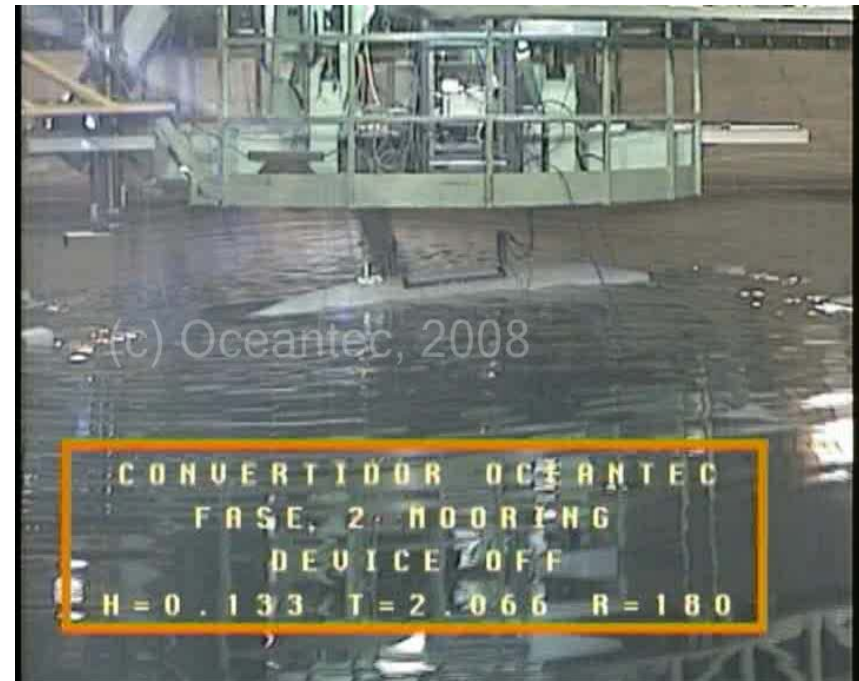 (c) Oceantec, 2008
CONVERTIDOR OCEANTEC
FASE 2 MOORING
DEVICE OFF
H=0.133 T=2.066 R=180